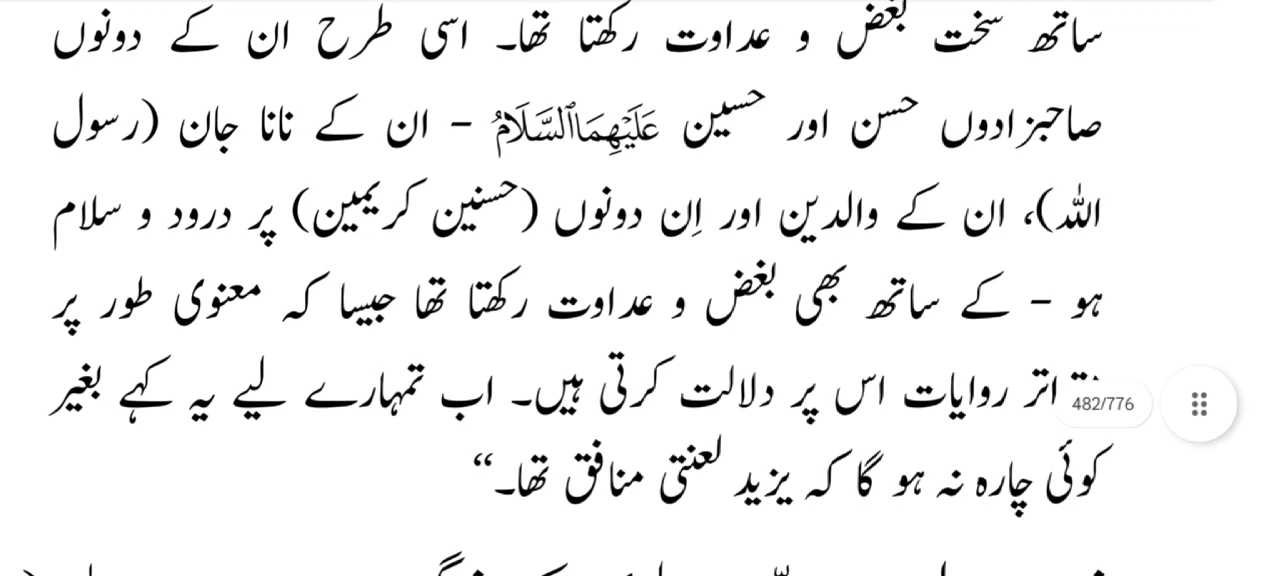 ساتھ سخت بغض و عداوت رکھتا تھا۔ اسی طرح ان کے دونوں
صاحبزادوں حسن اور حسین عَلَيْهِمَاٱلسَّلَامُ – ان کے نانا جان (رسول
اللہ)، ان کے والدین اور اِن دونوں (حسنین کریمین) پر درود و سلام
ہو – کے ساتھ بھی بغض و عداوت رکھتا تھا جیسا کہ معنوی طور پر
اتر روایات اس پر دلالت کرتی ہیں۔ اب تمہارے لیے یہ کہے بغیر
482/776
کوئی چارہ نہ ہو گا کہ یزید لعنتی منافق تھا۔“